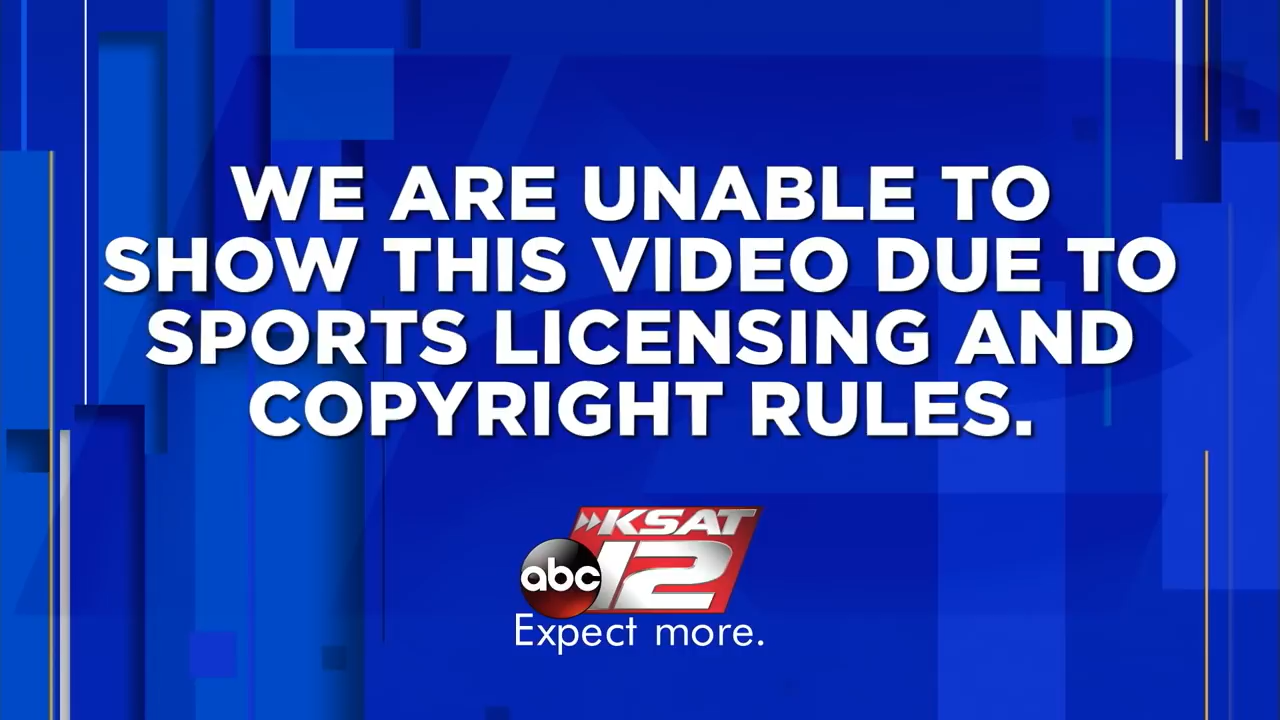 WE ARE UNABLE TO
SHOW THIS VIDEO DUE TO
SPORTS LICENSING AND
COPYRIGHT RULES.
KSAT
abc 12
Expect more.